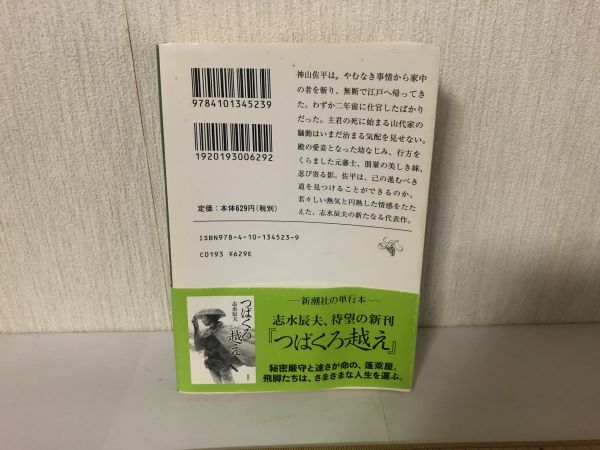 9784101345239
1920193006292
定価:本体629円(税別)
ISBN978-4-10-134523-9
C0193 ¥629E
神山佐平は、やむなき事情から家中
の者を斬り、無断で江戸へ帰ってき
た。わずか二年前に仕官したばかり
だった。主君の死に始まる山代家の
騒動はいまだ治まる気配を見せない。
殿の愛妾となった幼なじみ、行方を
くらました元藩士、朋輩の美しき妹、
忍び寄る影。佐平は、己の進むべき
道を見つけることができるのか。
若々しい熱気と円熟した情感をたた
えた、志水辰夫の新たなる代表作。
つばくろ越え
志水辰夫
新潮社の単行本
志水辰夫、待望の新刊
『つばくろ越え』
秘密厳守と速さが命の、蓬莱屋。
飛脚たちは、さまざまな人生を運ぶ。